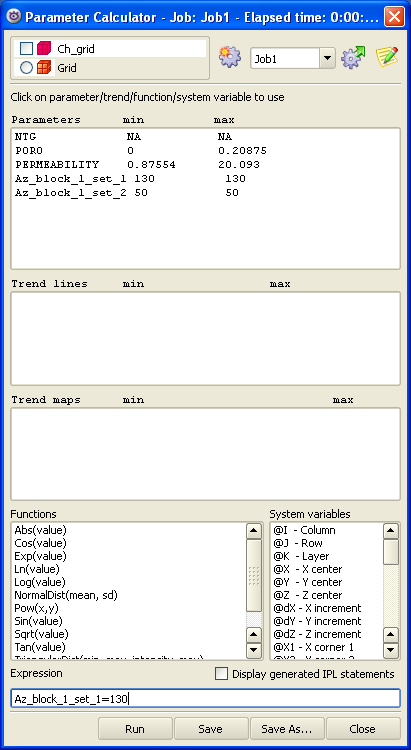 Parameter Calculator - Job: Job1 - Elapsed time: 0:00:...
Ch_grid
Grid
Job1
Click on parameter/trend/function/system variable to use
Parameters min max
NTG NA NA
PORO 0 0.20875
PERMEABILITY 0.87554 20.093
Az_block_1_set_1 130 130
Az_block_1_set_2 50 50
Trend lines min max
Trend maps min max
Functions
Abs(value)
Cos(value)
Exp(value)
Ln(value)
Log(value)
NormalDist(mean, sd)
Pow(x,y)
Sin(value)
Sqrt(value)
Tan(value)
System variables
@I - Column
@J - Row
@K - Layer
@X - X center
@Y - Y center
@Z - Z center
@dX - X increment
@dY - Y increment
@dZ - Z increment
@X1 - X corner 1
Expression
Display generated IPL statements
Az_block_1_set_1=130
Run Save Save As... Close